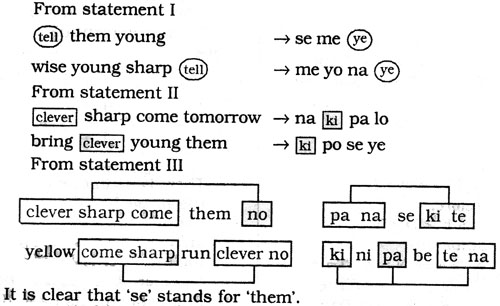 From statement I
tell them young → se me ye
wise young sharp tell → me yo na ye
From statement II
clever sharp come tomorrow → na ki pa lo
bring clever young them → ki po se ye
From statement III
clever sharp come them no pa na se ki te
yellow come sharp run clever no ki ni pa be te na
It is clear that 'se' stands for 'them'.